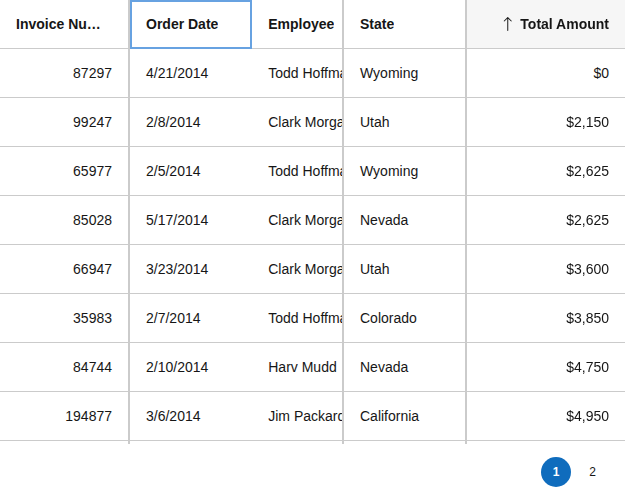 Invoice Nu… Order Date Employee State ↑ Total Amount
87297 4/21/2014 Todd Hoffma Wyoming $0
99247 2/8/2014 Clark Morga Utah $2,150
65977 2/5/2014 Todd Hoffma Wyoming $2,625
85028 5/17/2014 Clark Morga Nevada $2,625
66947 3/23/2014 Clark Morga Utah $3,600
35983 2/7/2014 Todd Hoffma Colorado $3,850
84744 2/10/2014 Harv Mudd Nevada $4,750
194877 3/6/2014 Jim Packard California $4,950
1 2